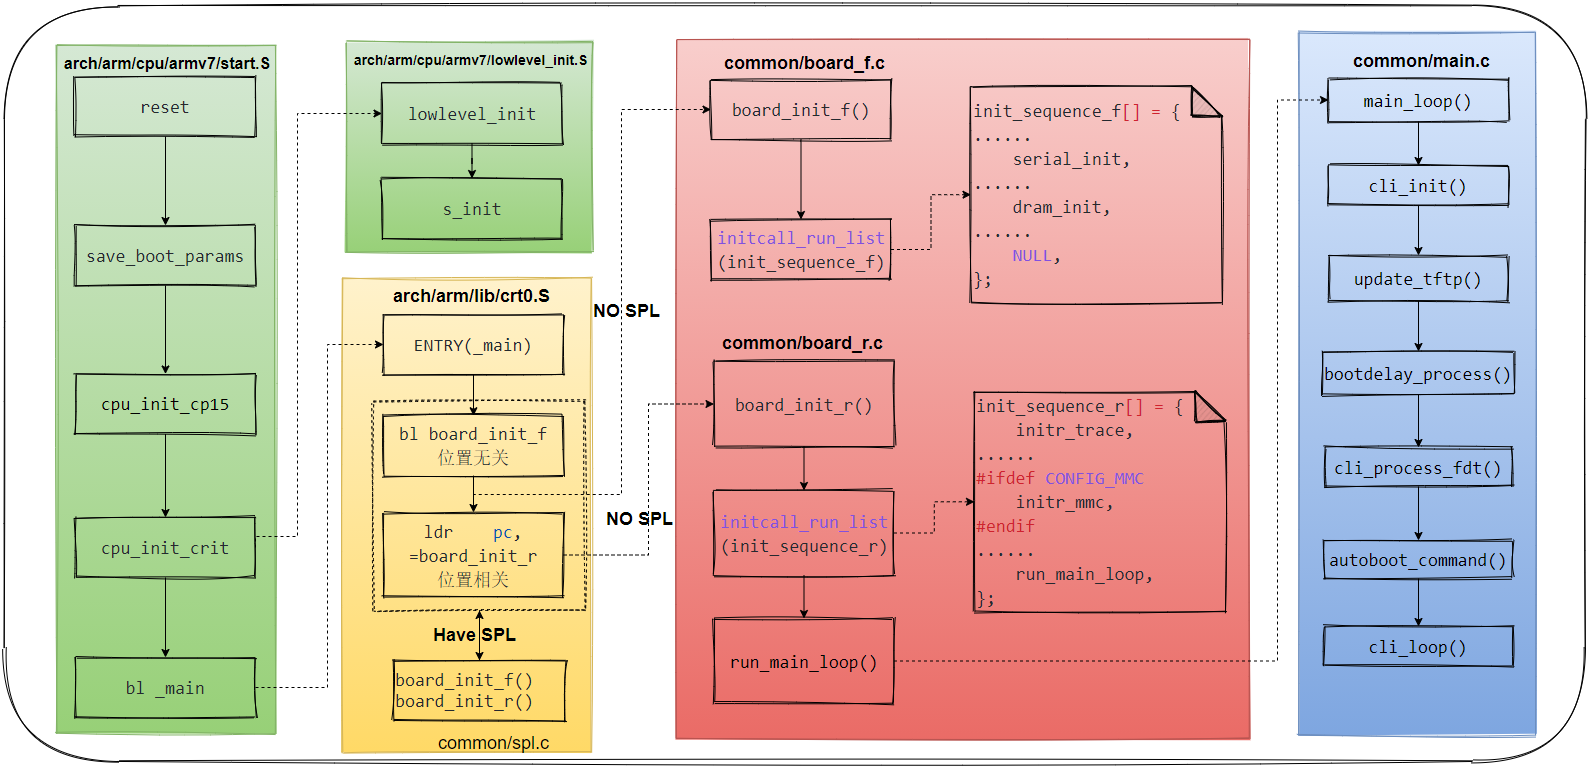 arch/arm/cpu/armv7/start.S
reset
save_boot_params
cpu_init_cp15
cpu_init_crit
bl _main
arch/arm/cpu/armv7/lowlevel_init.S
lowlevel_init
s_init
arch/arm/lib/crt0.S
ENTRY(_main)
bl board_init_f
位置无关
ldr pc,
=board_init_r
位置相关
Have SPL
board_init_f()
board_init_r()
common/spl.c
NO SPL
NO SPL
common/board_f.c
board_init_f()
initcall_run_list
(init_sequence_f)
init_sequence_f[] = {
......
serial_init,
......
dram_init,
......
NULL,
};
common/board_r.c
board_init_r()
initcall_run_list
(init_sequence_r)
run_main_loop()
init_sequence_r[] = {
initr_trace,
......
#ifdef CONFIG_MMC
initr_mmc,
#endif
......
run_main_loop,
};
common/main.c
main_loop()
cli_init()
update_tftp()
bootdelay_process()
cli_process_fdt()
autoboot_command()
cli_loop()